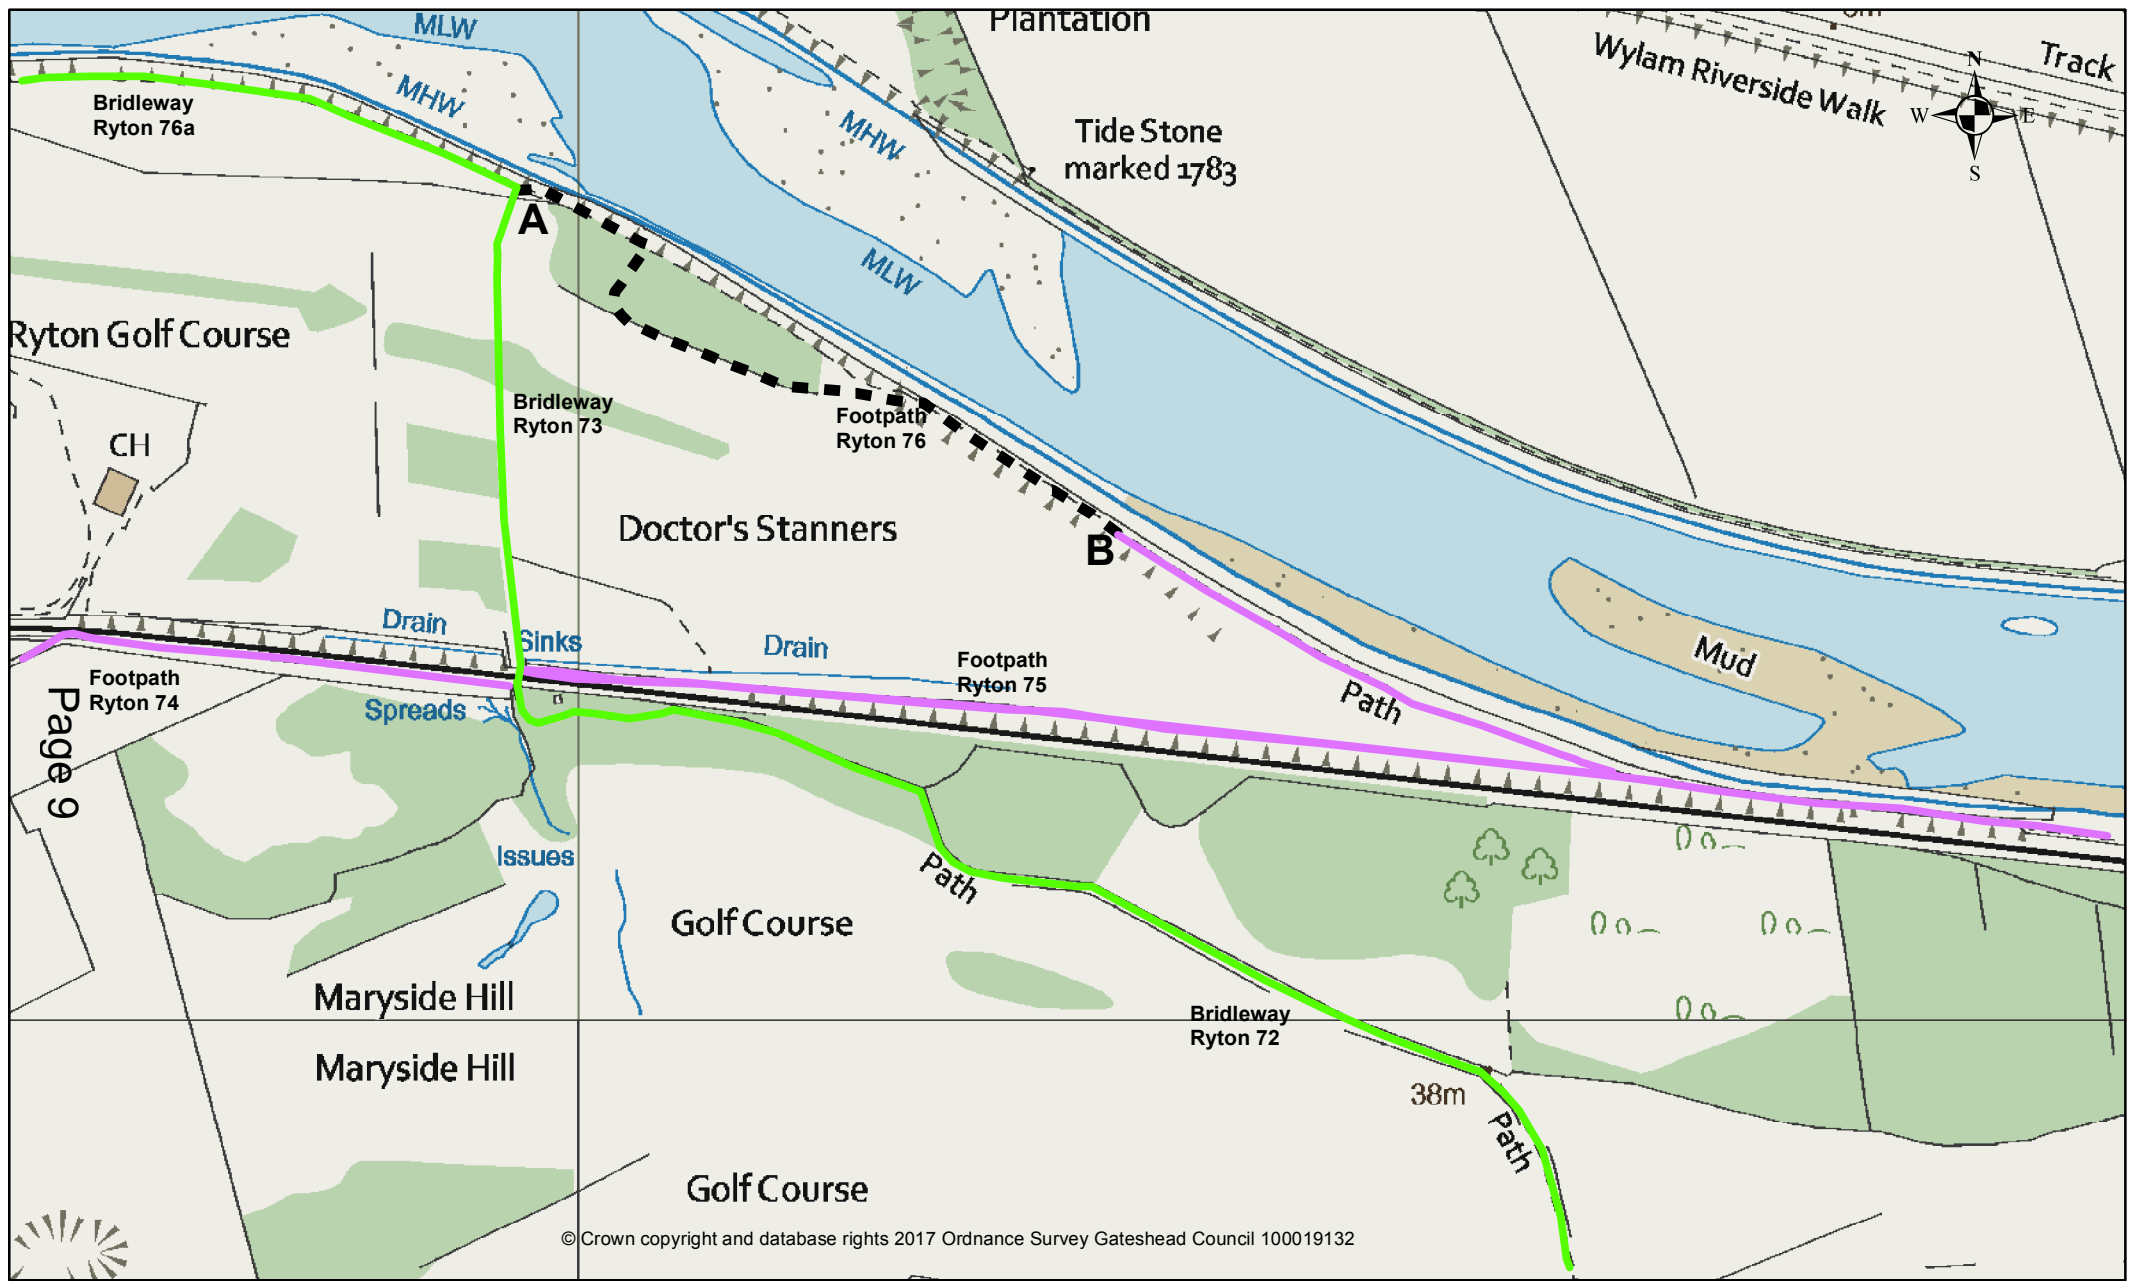 MLW
Plantation
Track
Wylam Riverside Walk
N
W
E
S
MHW
Bridleway
Ryton 76a
MHW
Tide Stone
marked 1783
A
MLW
Ryton Golf Course
Bridleway
Ryton 73
Footpath
Ryton 76
CH
Doctor's Stanners
B
Drain
Sinks
Drain
Footpath
Ryton 75
Mud
Footpath
Ryton 74
Page 9
Spreads
Path
Issues
Path
Golf Course
Maryside Hill
Bridleway
Ryton 72
Maryside Hill
38m
Path
Golf Course
© Crown copyright and database rights 2017 Ordnance Survey Gateshead Council 100019132